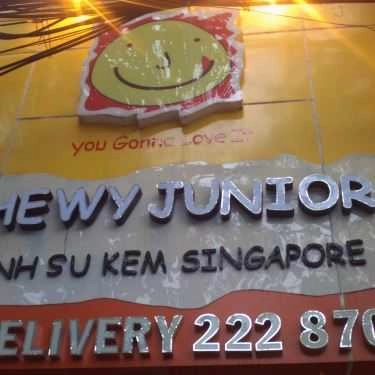 you Gonna Love It
HEWY JUNIOR
NH SU KEM SINGAPORE
ELIVERY 222 870